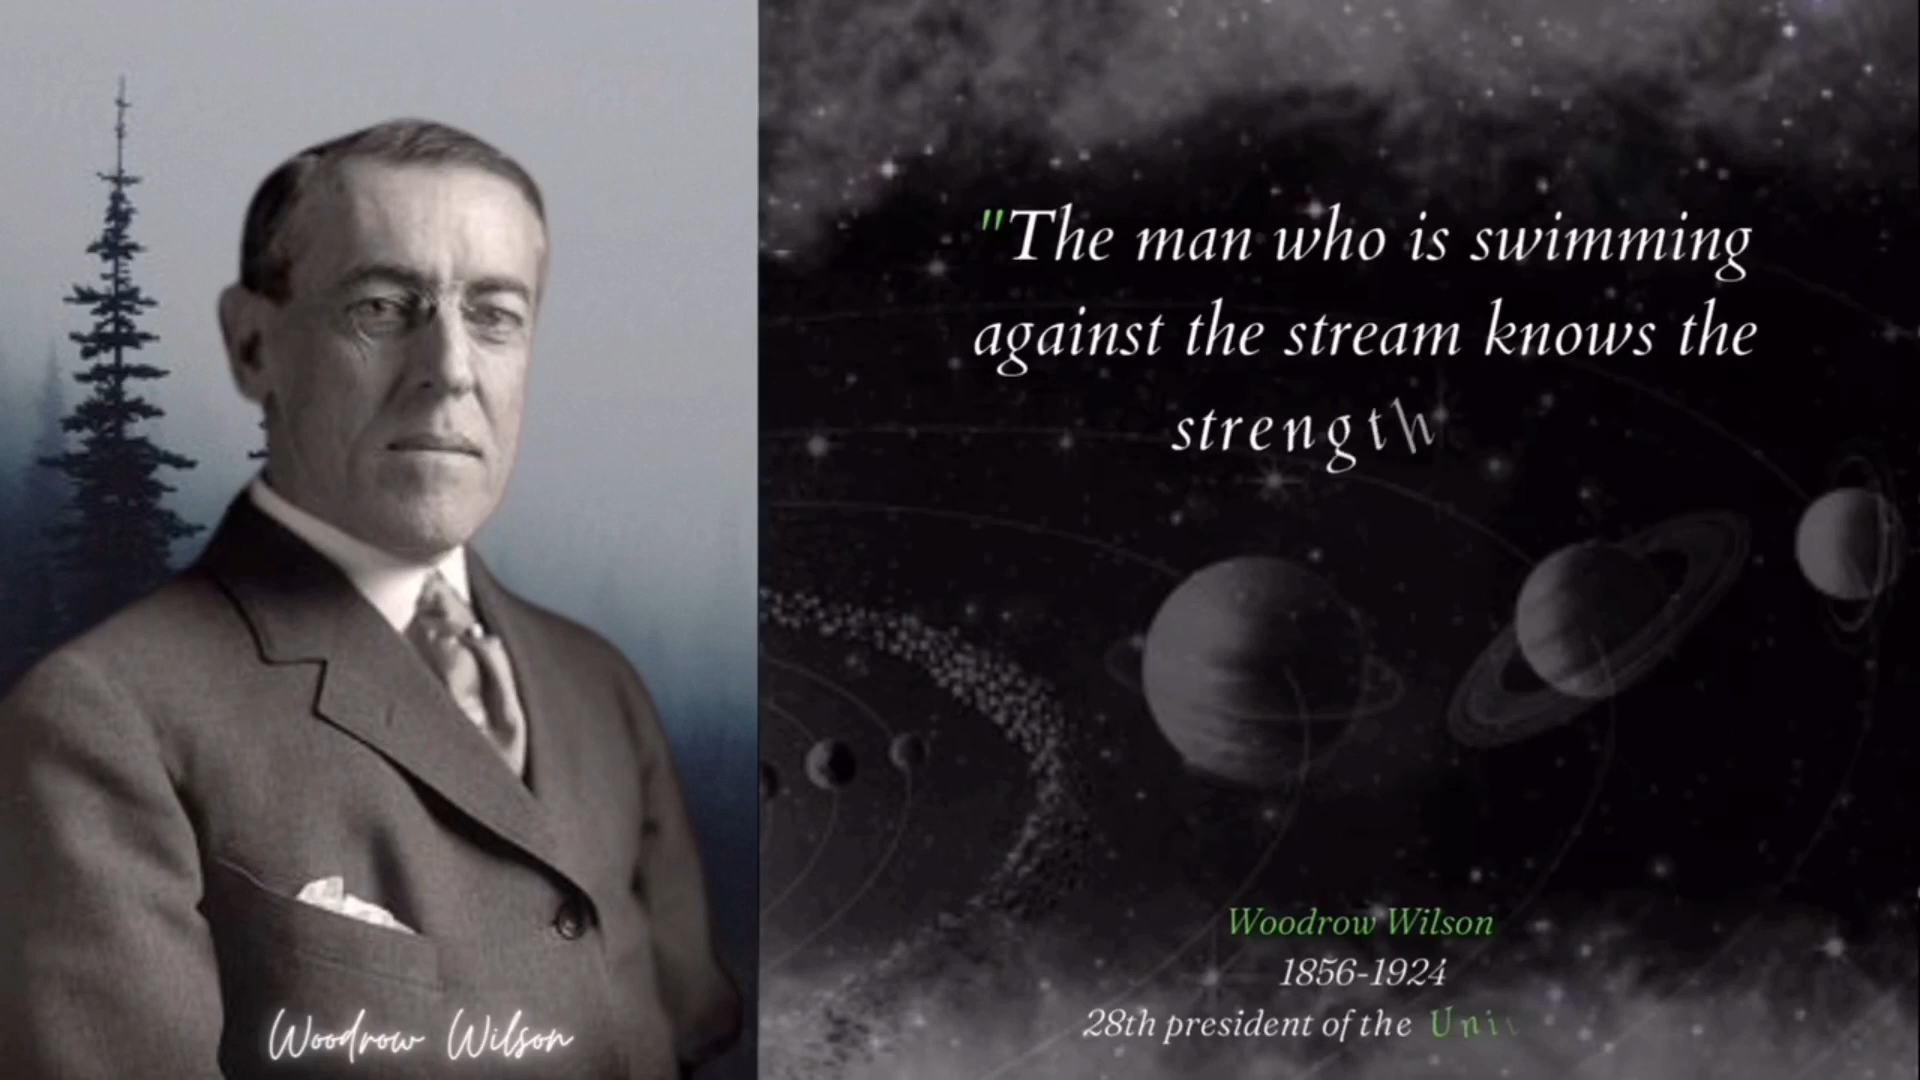 "The man who is swimming
against the stream knows the
strength
Woodrow Wilson
1856-1924
28th president of the Uni
Woodrow Wilson